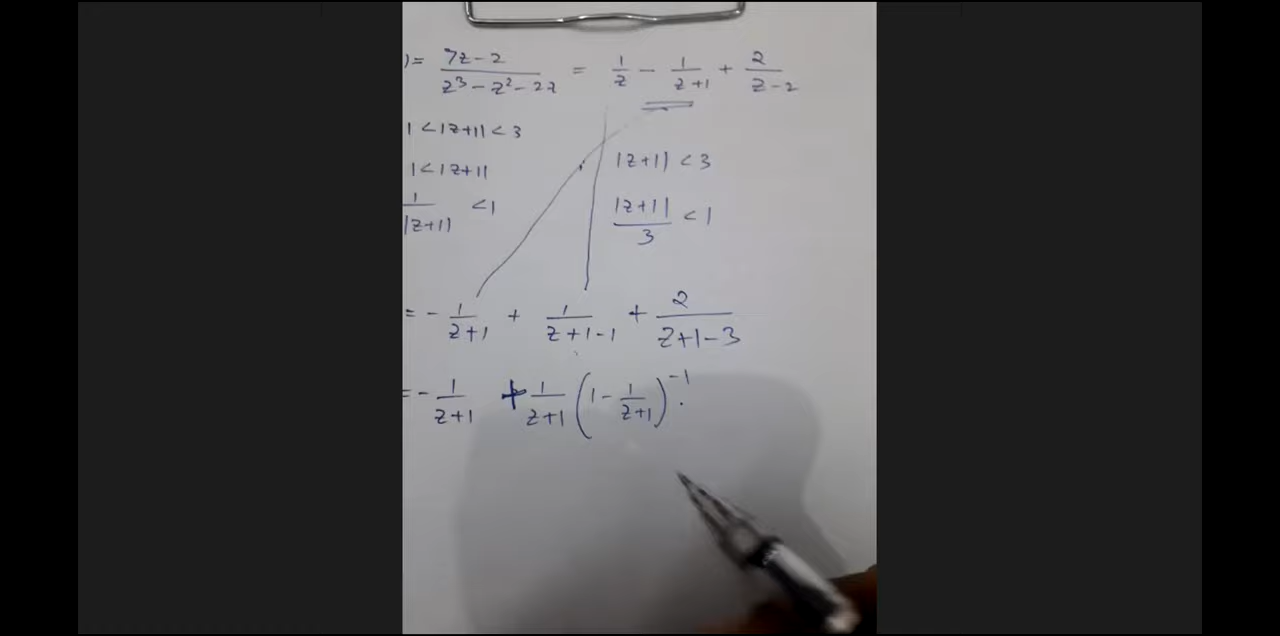 )= (7z-2)/(z³-z²-2z) = 1/z - 1/(z+1) + 2/(z-2)
1<|z+1|<3
1<|z+1|
|z+1|<3
1/|z+1| <1
|z+1|/3 <1
= - 1/(z+1) + 1/(z+1-1) + 2/(z+1-3)
= - 1/(z+1) + 1/(z+1) (1 - 1/(z+1))⁻¹.